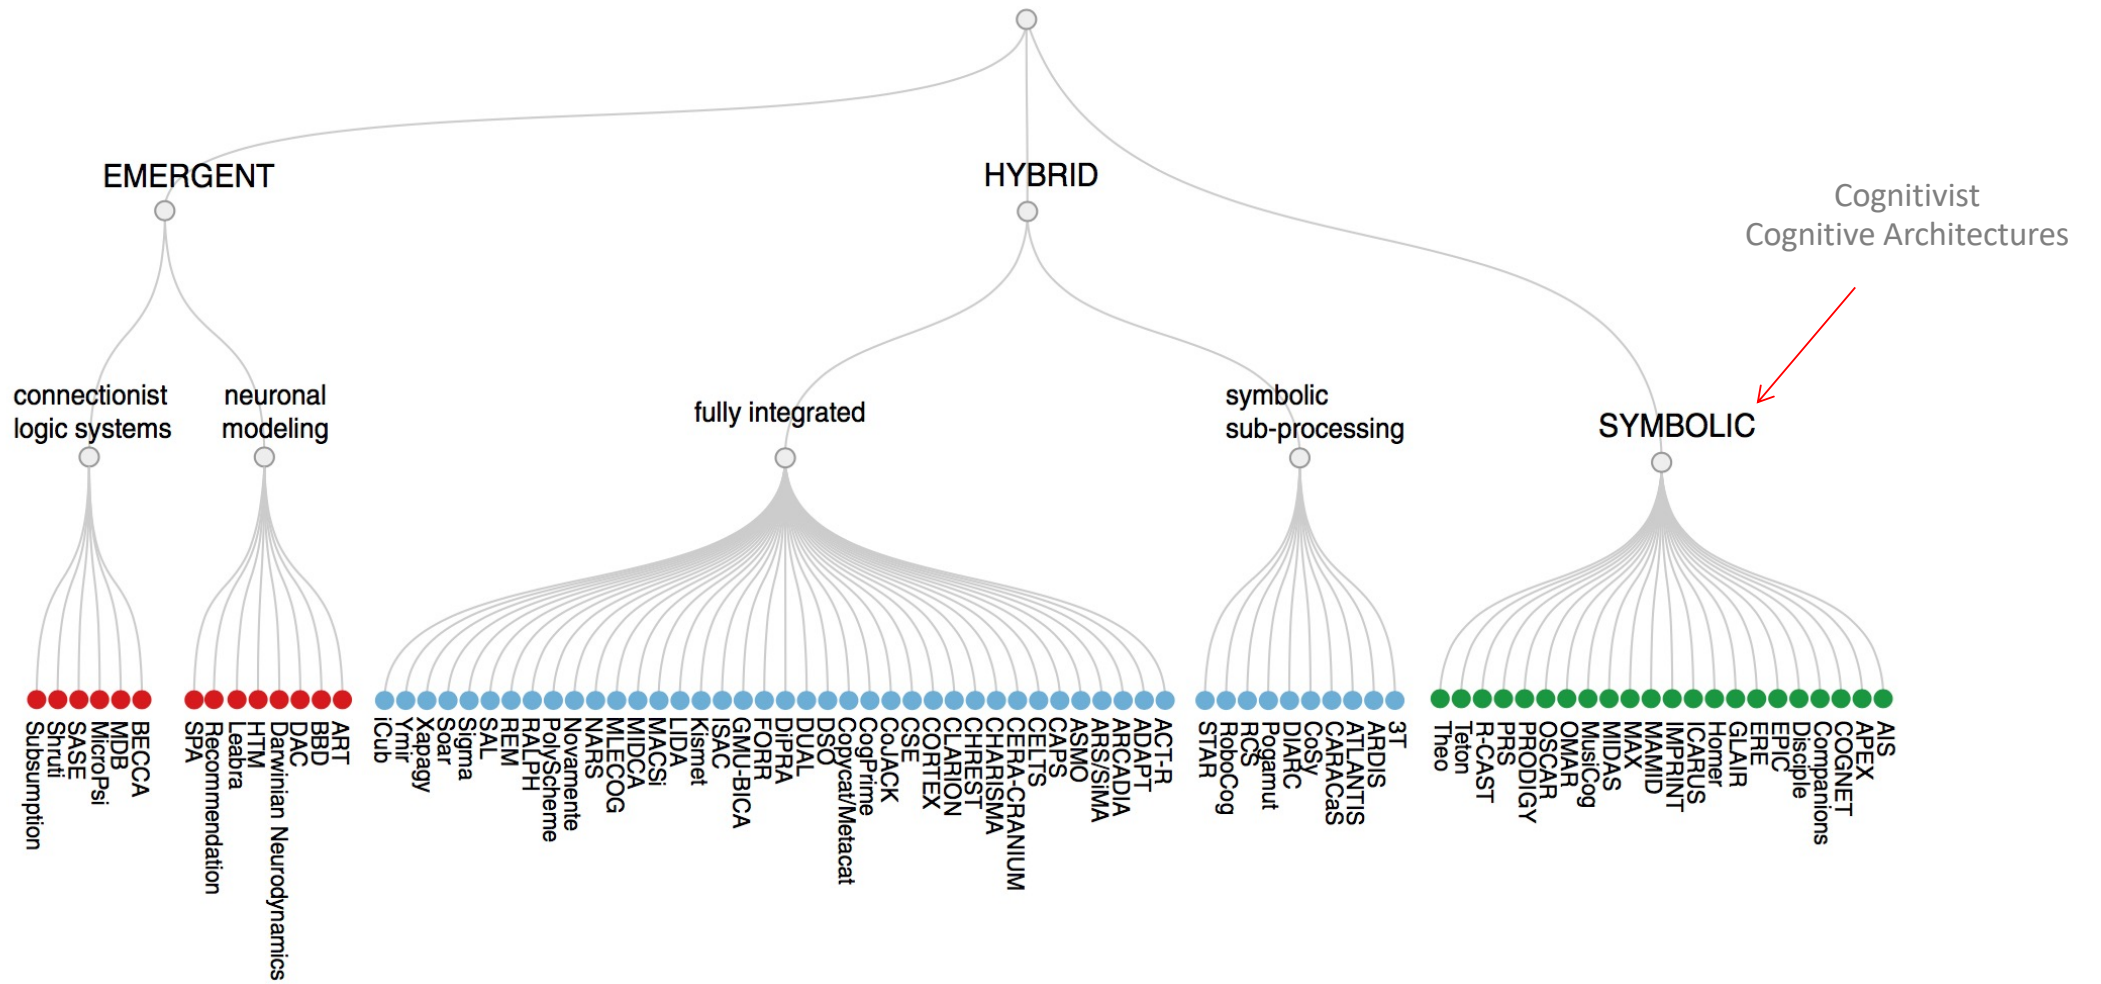 EMERGENT
HYBRID
Cognitivist
Cognitive Architectures
connectionist
logic systems
neuronal
modeling
fully integrated
symbolic
sub-processing
SYMBOLIC
Subsumption
Shruti
SASE
MicroPsi
MDB
BECCA
SPA
Recommendation
Leabra
HTM
Darwinian Neurodynamics
DAC
BBD
ART
iCub
Ymir
Xapagy
Soar
Sigma
SAL
REM
RALPH
PolyScheme
Novamente
NARS
MLECOG
MIDCA
MACSi
LIDA
Kismet
ISAC
GMU-BICA
FORR
DiPRA
DUAL
DSO
Copycat/Metacat
CogPrime
CoJACK
CSE
CORTEX
CLARION
CHREST
CHARISMA
CERA-CRANIUM
CELTS
CAPS
ASMO
ARS/SiMA
ARCADIA
ADAPT
ACT-R
STAR
RoboCog
RCS
Pogamut
DIARC
CoSy
CARACaS
ATLANTIS
ARDIS
3T
Theo
Teton
R-CAST
PRS
PRODIGY
OSCAR
OMAR
MusiCog
MIDAS
MAX
MAMID
IMPRINT
ICARUS
Homer
GLAIR
ERE
EPIC
Disciple
Companions
COGNET
APEX
AIS